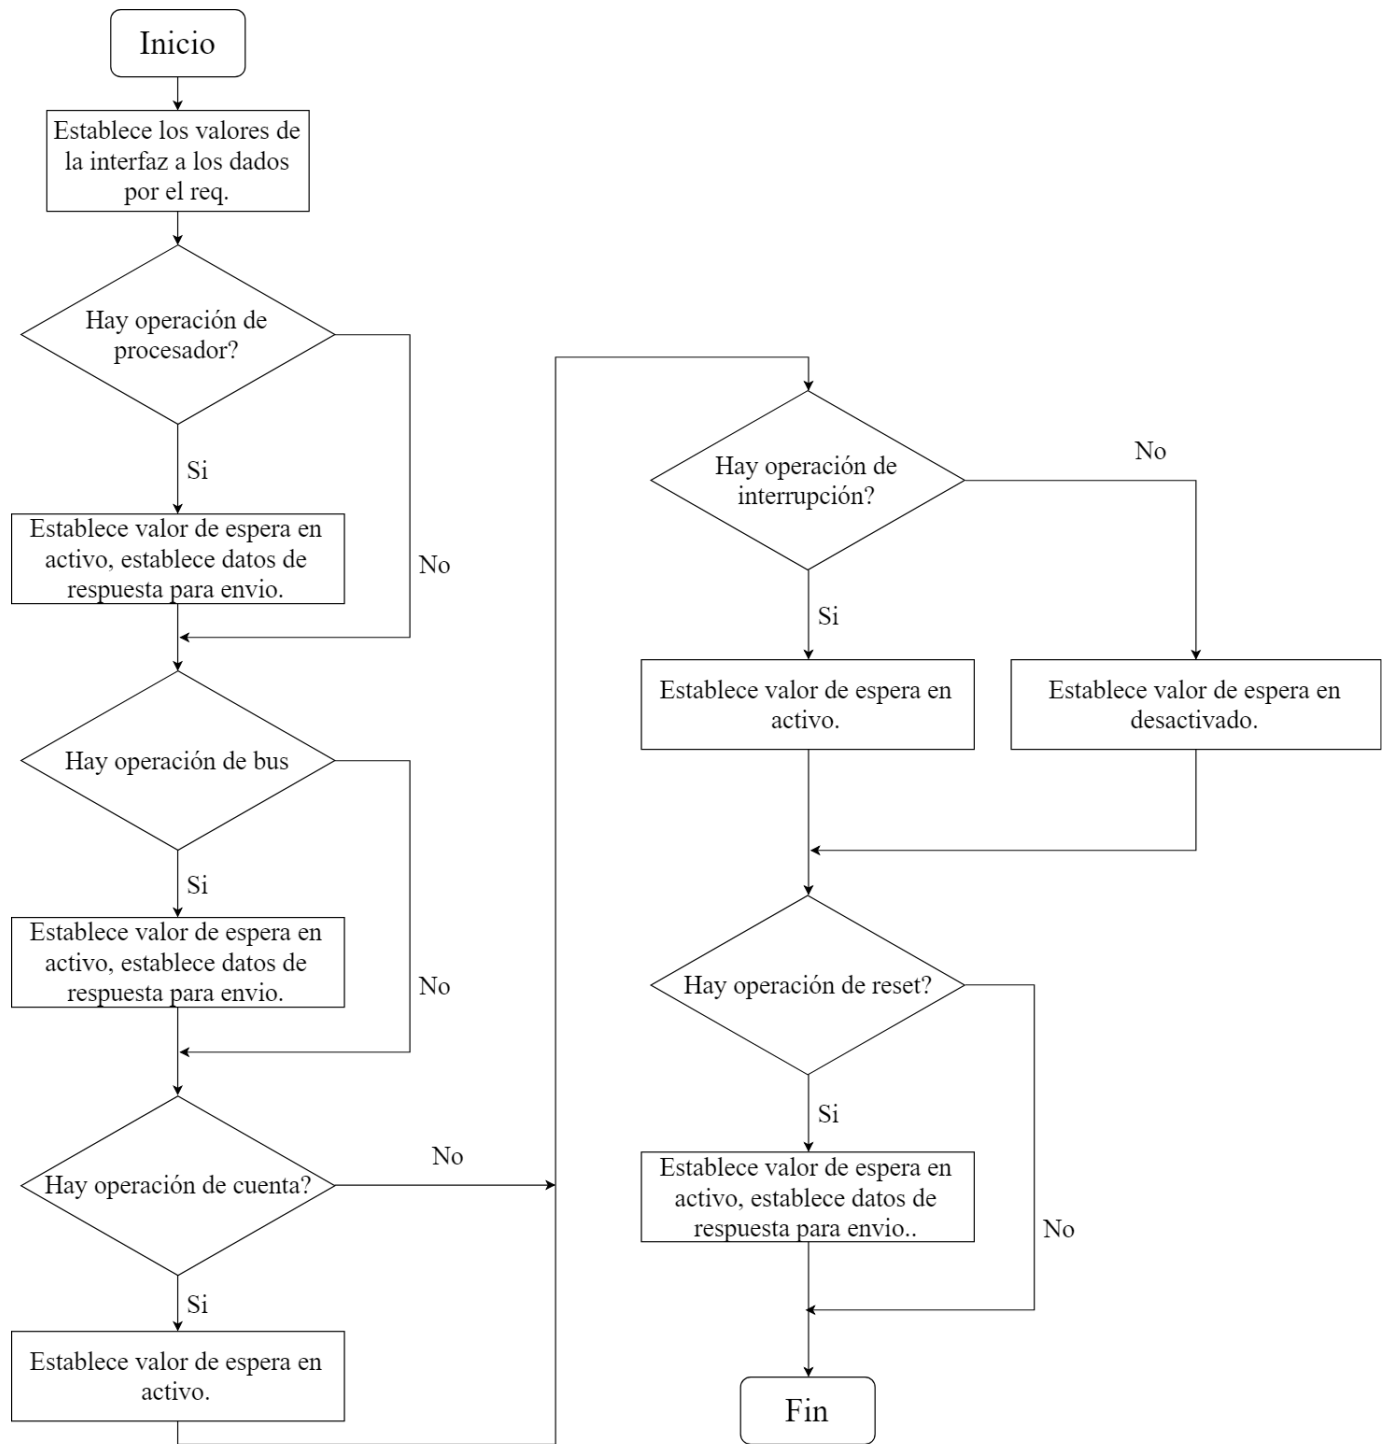 Inicio
Establece los valores de
la interfaz a los dados
por el req.
Hay operación de
procesador?
Si
No
Establece valor de espera en
activo, establece datos de
respuesta para envio.
Hay operación de bus
Si
No
Establece valor de espera en
activo, establece datos de
respuesta para envio.
Hay operación de cuenta?
No
Si
Establece valor de espera en
activo.
Hay operación de
interrupción?
No
Si
Establece valor de espera en
activo.
Establece valor de espera en
desactivado.
Hay operación de reset?
Si
No
Establece valor de espera en
activo, establece datos de
respuesta para envio..
Fin